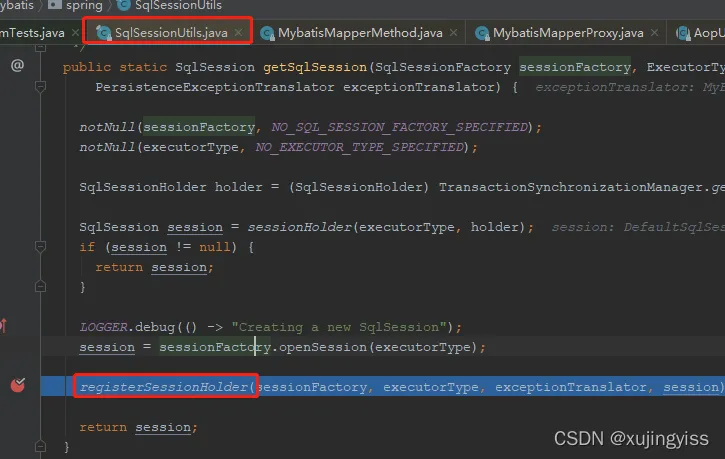 ybatis spring SqlSessionUtils
mTests.java SqlSessionUtils.java MybatisMapperMethod.java MybatisMapperProxy.java AopU
*/
@ public static SqlSession getSqlSession(SqlSessionFactory sessionFactory, ExecutorTy
PersistenceExceptionTranslator exceptionTranslator) { exceptionTranslator: MyB
notNull(sessionFactory, NO_SQL_SESSION_FACTORY_SPECIFIED);
notNull(executorType, NO_EXECUTOR_TYPE_SPECIFIED);
SqlSessionHolder holder = (SqlSessionHolder) TransactionSynchronizationManager.ge
SqlSession session = sessionHolder(executorType, holder); session: DefaultSqlSes
if (session != null) {
return session;
}
LOGGER.debug(() -> "Creating a new SqlSession");
session = sessionFactory.openSession(executorType);
registerSessionHolder(sessionFactory, executorType, exceptionTranslator, session)
return session;
}
CSDN @xujingyiss